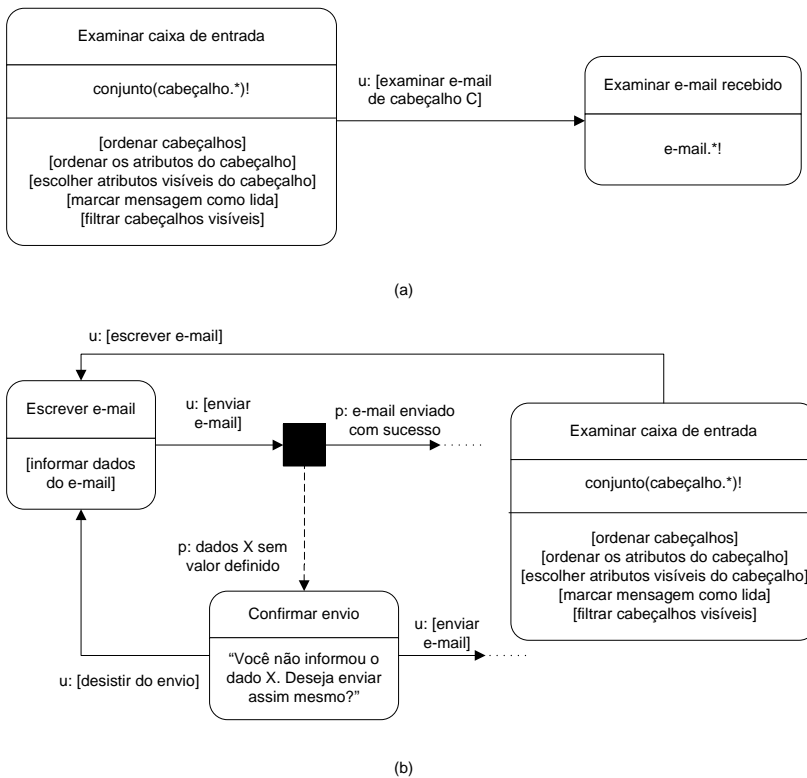 Examinar caixa de entrada
conjunto(cabeçalho.*)!
[ordenar cabeçalhos]
[ordenar os atributos do cabeçalho]
[escolher atributos visíveis do cabeçalho]
[marcar mensagem como lida]
[filtrar cabeçalhos visíveis]
u: [examinar e-mail
de cabeçalho C]
Examinar e-mail recebido
e-mail.*!
(a)
u: [escrever e-mail]
Escrever e-mail
[informar dados
do e-mail]
u: [enviar
e-mail]
p: e-mail enviado
com sucesso
p: dados X sem
valor definido
Confirmar envio
“Você não informou o
dado X. Deseja enviar
assim mesmo?”
u: [desistir do envio]
u: [enviar
e-mail]
Examinar caixa de entrada
conjunto(cabeçalho.*)!
[ordenar cabeçalhos]
[ordenar os atributos do cabeçalho]
[escolher atributos visíveis do cabeçalho]
[marcar mensagem como lida]
[filtrar cabeçalhos visíveis]
(b)